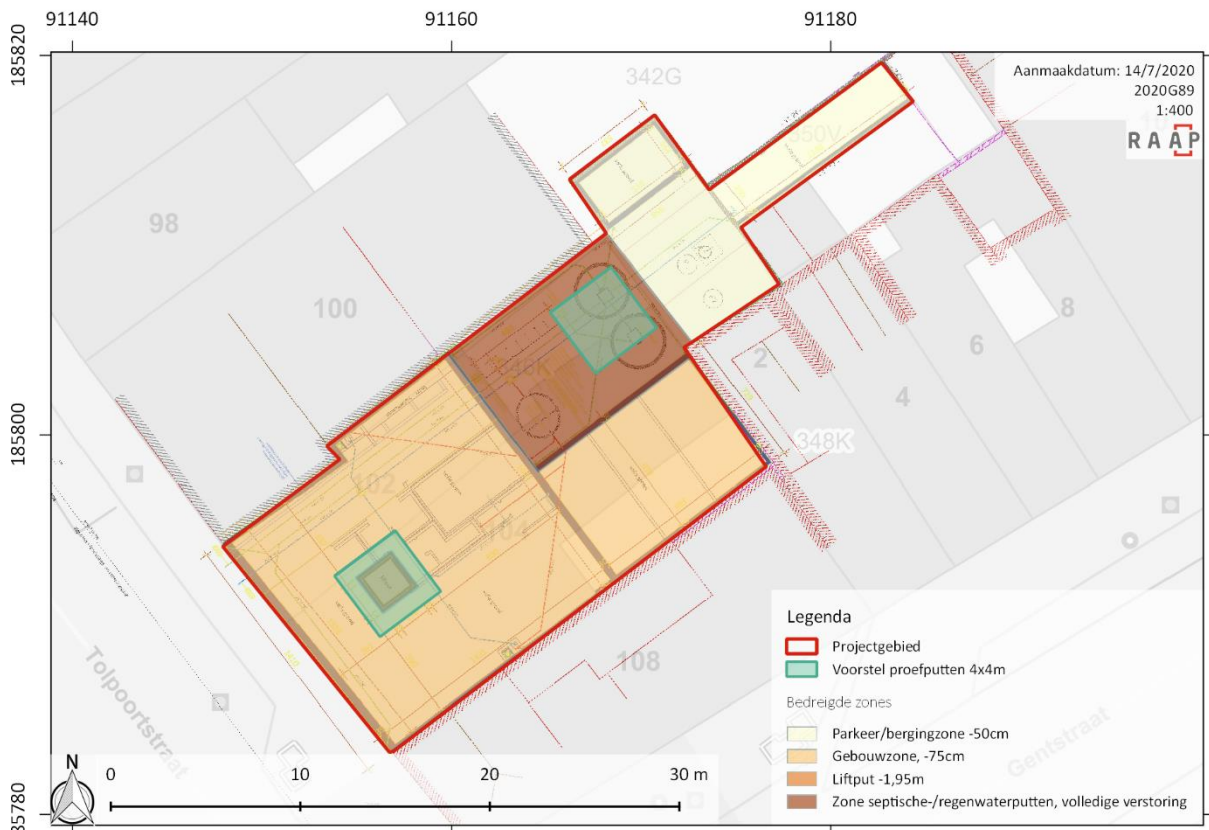 91140 91160 91180
185820
185800
85780
Aanmaakdatum: 14/7/2020
2020G89
1:400
RAAP
342G
350V
98
100
340K
102
104
108
2
4
6
8
348K
Tolpoortstraat
Gentstraat
N
0 10 20 30 m
Legenda
Projectgebied
Voorstel proefputten 4x4m
Bedreigde zones
Parkeer/bergingzone -50cm
Gebouwzone, -75cm
Liftput -1,95m
Zone septische-/regenwaterputten, volledige verstoring